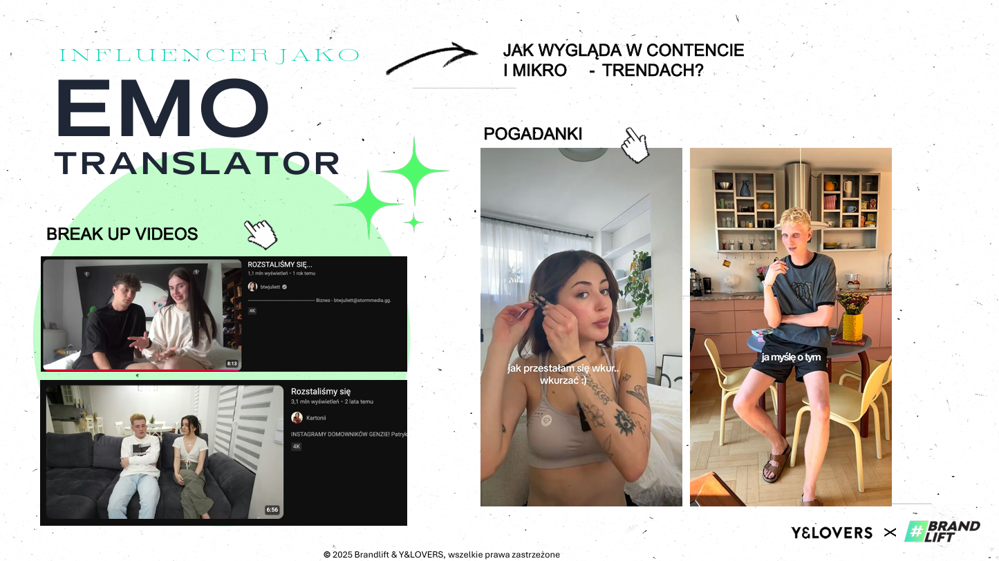 INFLUENCER JAKO
EMO
TRANSLATOR
JAK WYGLĄDA W CONTENCIE
I MIKRO - TRENDACH?
BREAK UP VIDEOS
ROZSTALIŚMY SIĘ...
1,1 mln wyświetleń • 1 rok temu
btwjuliett
Biznes - btwjuliett@stormmedia.gg.
4K
8:13
Rozstaliśmy się
3,1 mln wyświetleń • 2 lata temu
Kartonii
INSTAGRAMY DOMOWNIKÓW GENZIE! Patryk
4K
6:56
POGADANKI
jak przestałam się wkur..
wkurzać :)
ja myślę o tym
Y&LOVERS × # BRAND
LIFT
© 2025 Brandlift & Y&LOVERS, wszelkie prawa zastrzeżone